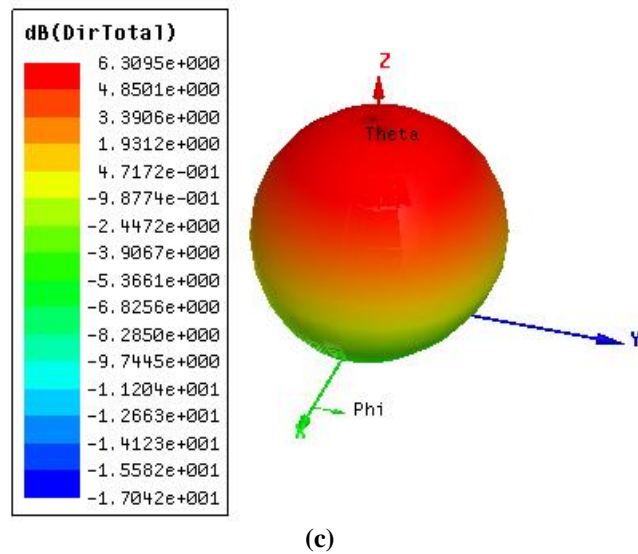 dB(DirTotal)
6.3095e+000
4.8501e+000
3.3906e+000
1.9312e+000
4.7172e-001
-9.8774e-001
-2.4472e+000
-3.9067e+000
-5.3661e+000
-6.8256e+000
-8.2850e+000
-9.7445e+000
-1.1204e+001
-1.2663e+001
-1.4123e+001
-1.5582e+001
-1.7042e+001
Z
Theta
Y
Phi
X
(c)